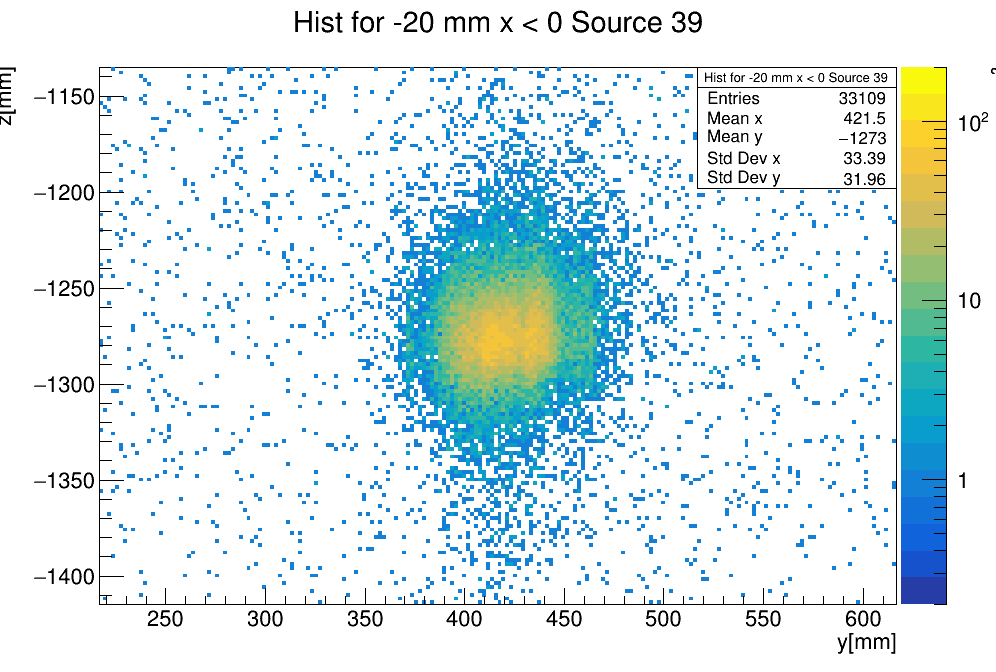 Hist for -20 mm x < 0 Source 39
z[mm]
−1150
−1200
−1250
−1300
−1350
−1400
Hist for -20 mm x < 0 Source 39
Entries 33109
Mean x 421.5
Mean y −1273
Std Dev x 33.39
Std Dev y 31.96
10²
10
1
250 300 350 400 450 500 550 600
y[mm]